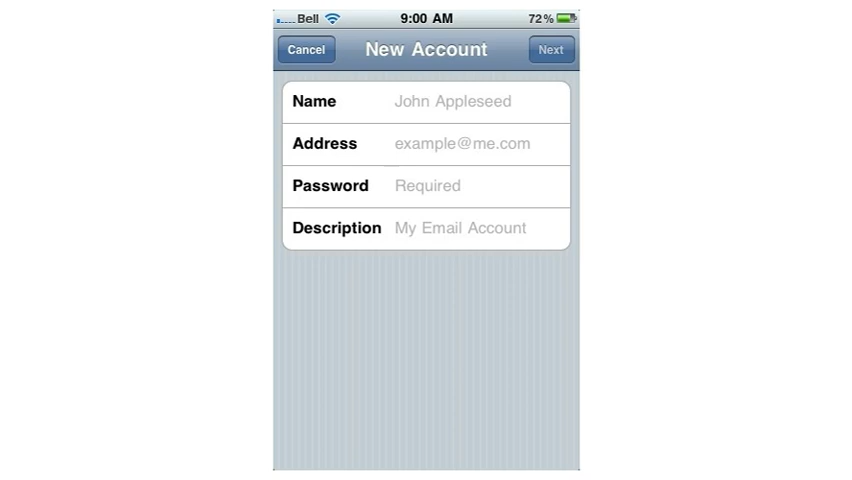 Bell 9:00 AM 72%
Cancel New Account Next
Name John Appleseed
Address example@me.com
Password Required
Description My Email Account